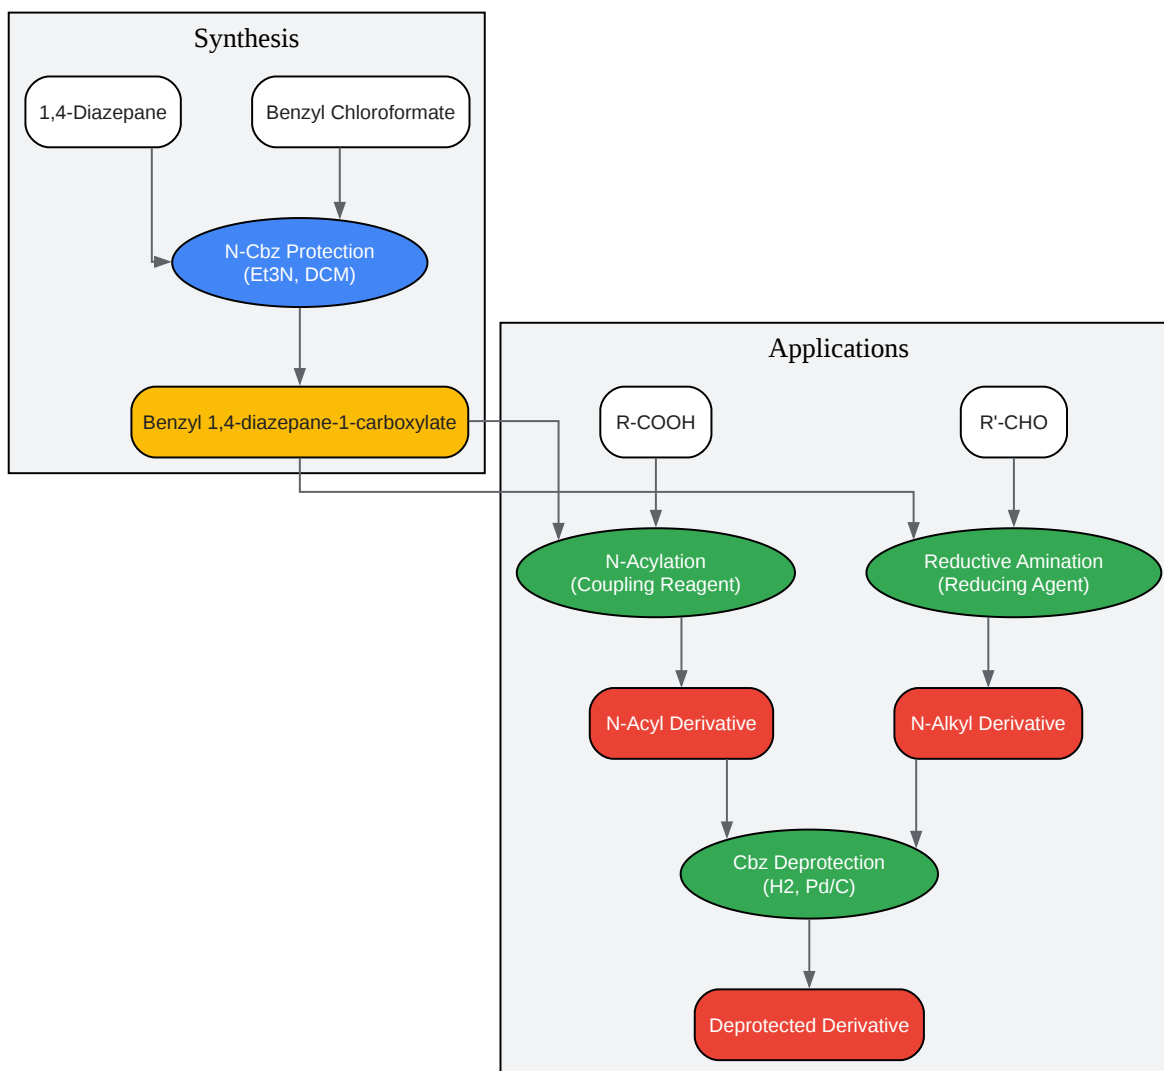 Synthesis
1,4-Diazepane
Benzyl Chloroformate
N-Cbz Protection
(Et3N, DCM)
Benzyl 1,4-diazepane-1-carboxylate
Applications
R-COOH
R'-CHO
N-Acylation
(Coupling Reagent)
Reductive Amination
(Reducing Agent)
N-Acyl Derivative
N-Alkyl Derivative
Cbz Deprotection
(H2, Pd/C)
Deprotected Derivative